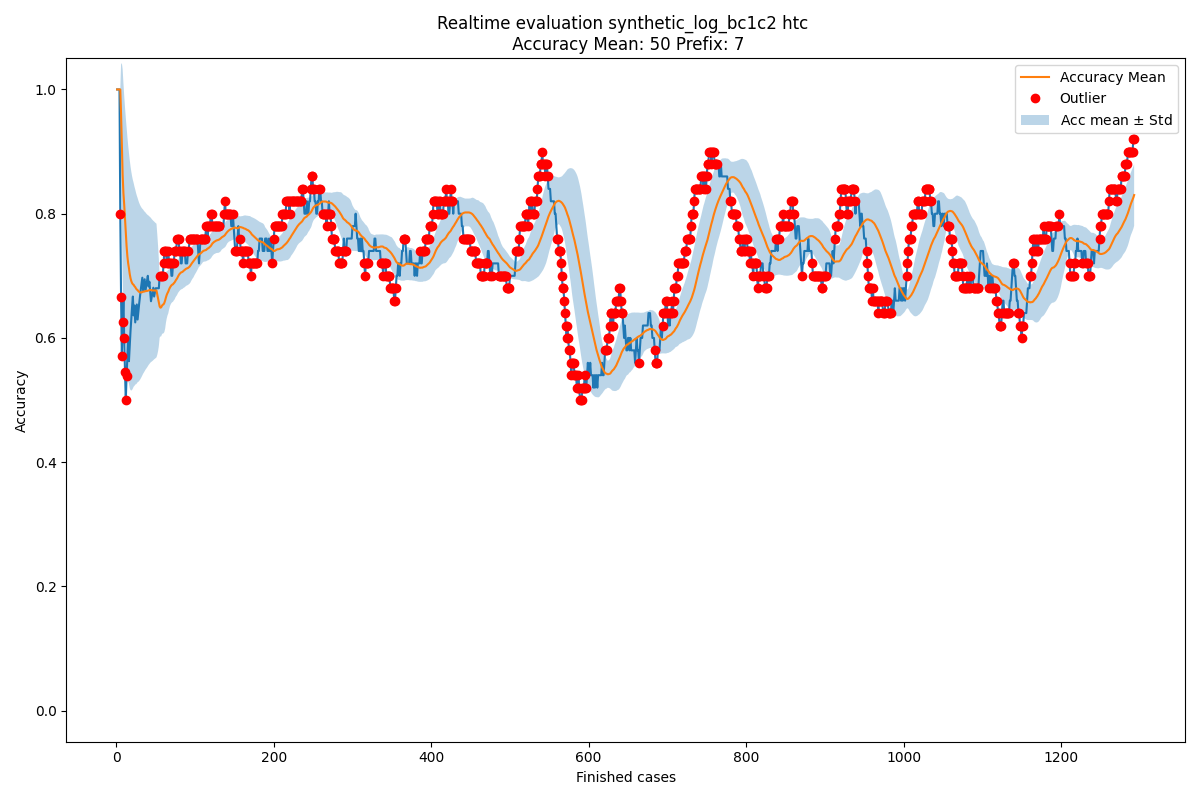 Realtime evaluation synthetic_log_bc1c2 htc
Accuracy Mean: 50 Prefix: 7
Accuracy Mean
Outlier
Acc mean ± Std
1.0
0.8
0.6
0.4
0.2
0.0
Accuracy
0 200 400 600 800 1000 1200
Finished cases